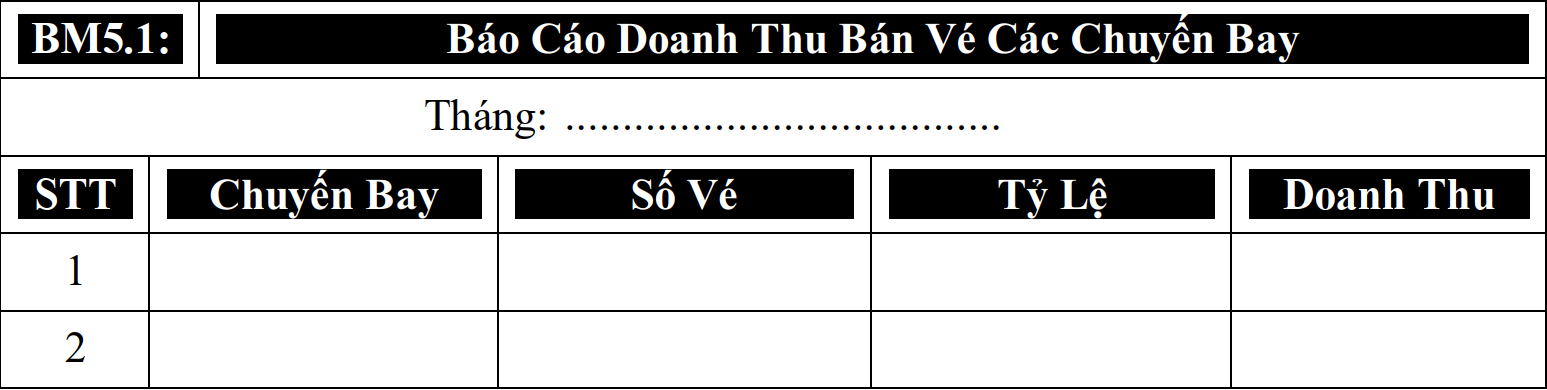 BM5.1: Báo Cáo Doanh Thu Bán Vé Các Chuyến Bay
Tháng: ......................................
STT Chuyến Bay Số Vé Tỷ Lệ Doanh Thu
1
2